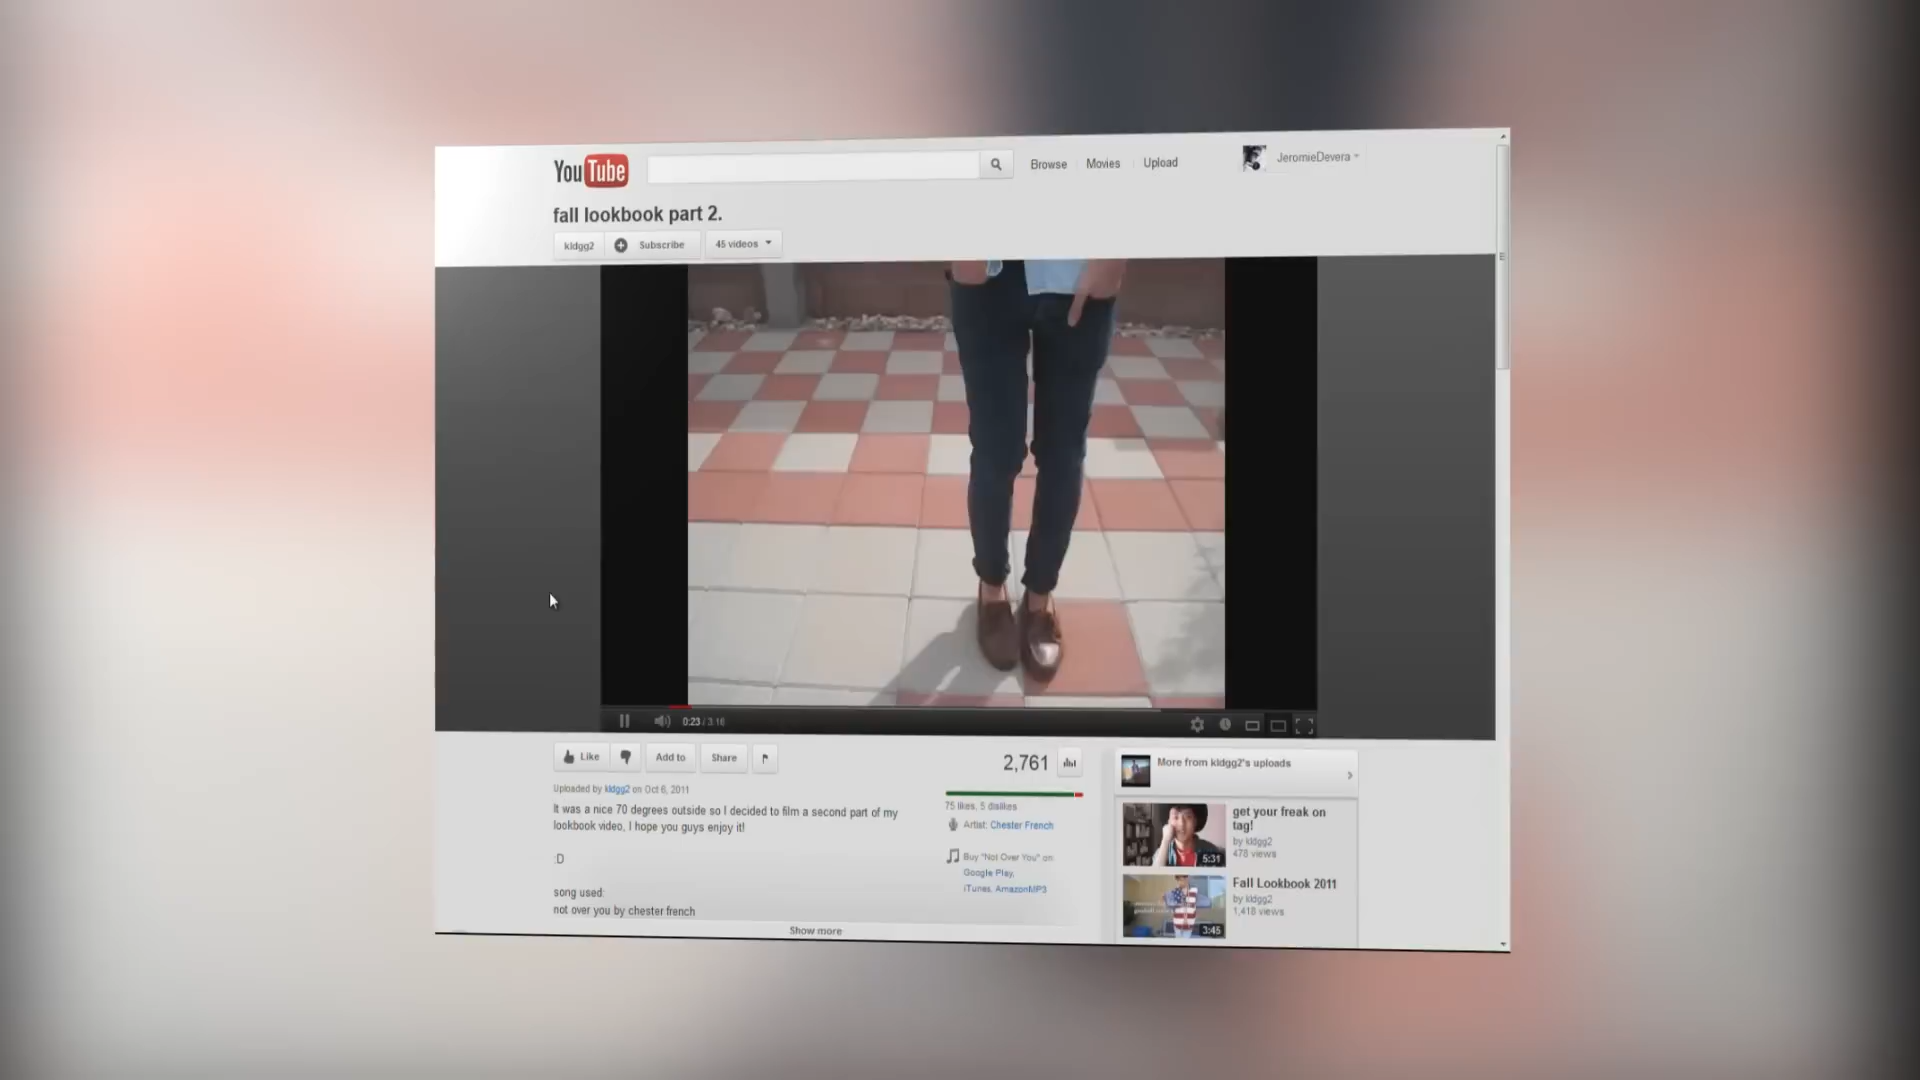 YouTube
Browse
Movies
Upload
JeromieDevera
fall lookbook part 2.
kldgg2
Subscribe
45 videos
0:23 / 3:16
Like
Add to
Share
2,761
Uploaded by kldgg2 on Oct 6, 2011
It was a nice 70 degrees outside so I decided to film a second part of my
lookbook video, I hope you guys enjoy it!
:D
song used:
not over you by chester french
Show more
75 likes, 5 dislikes
Artist: Chester French
Buy "Not Over You" on:
Google Play,
iTunes, AmazonMP3
More from kldgg2's uploads
get your freak on
tag!
by kldgg2
478 views
5:31
Fall Lookbook 2011
by kldgg2
1,418 views
3:45